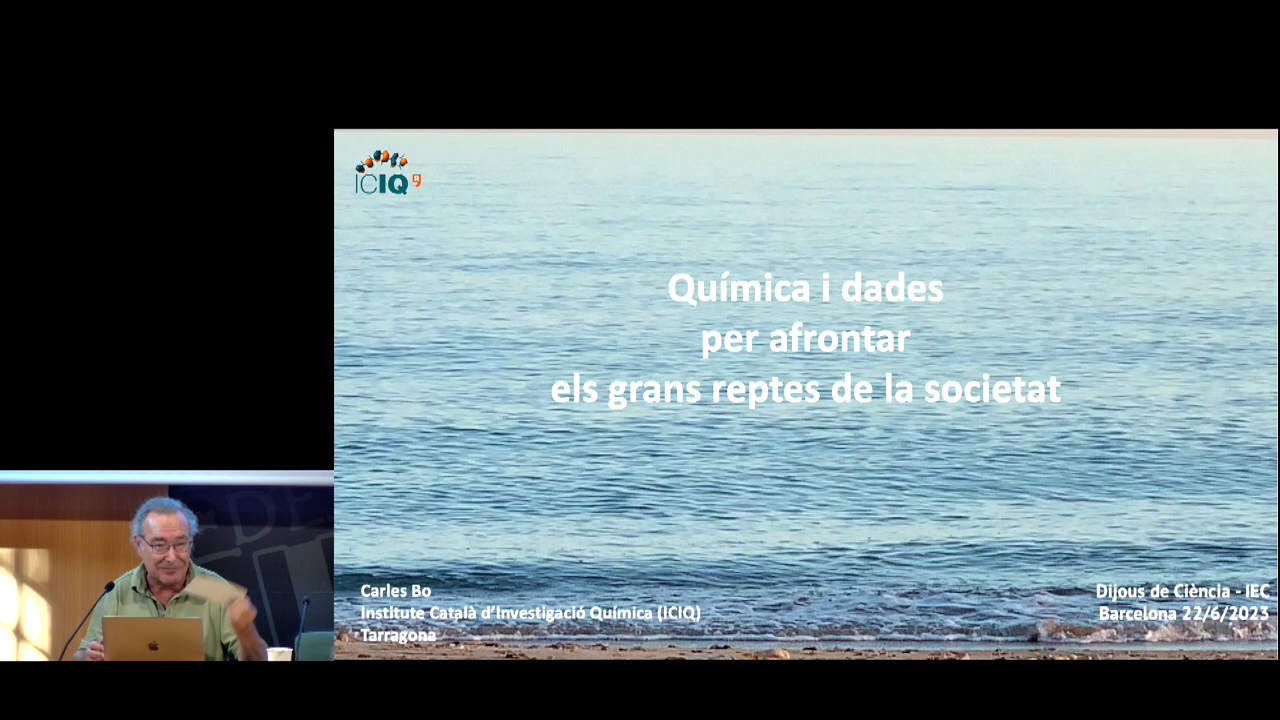 ICIQ
Química i dades
per afrontar
els grans reptes de la societat
Carles Bo
Institute Català d'Investigació Química (ICIQ)
Tarragona
Dijous de Ciència - IEC
Barcelona 22/6/2023